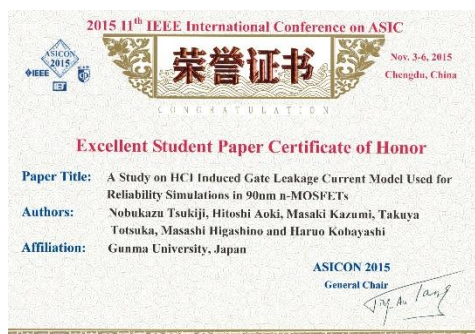 2015 11th IEEE International Conference on ASIC
ASICON
2015
IEEE
IET
荣誉证书
Nov. 3-6, 2015
Chengdu, China
CONGRATULATION
Excellent Student Paper Certificate of Honor
Paper Title: A Study on HCI Induced Gate Leakage Current Model Used for
Reliability Simulations in 90nm n-MOSFETs
Authors: Nobukazu Tsukiji, Hitoshi Aoki, Masaki Kazumi, Takuya
Totsuka, Masashi Higashino and Haruo Kobayashi
Affiliation: Gunma University, Japan
ASICON 2015
General Chair